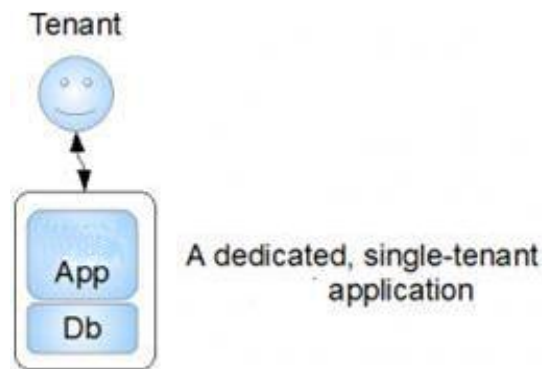 Tenant
App
Db
A dedicated, single-tenant
application